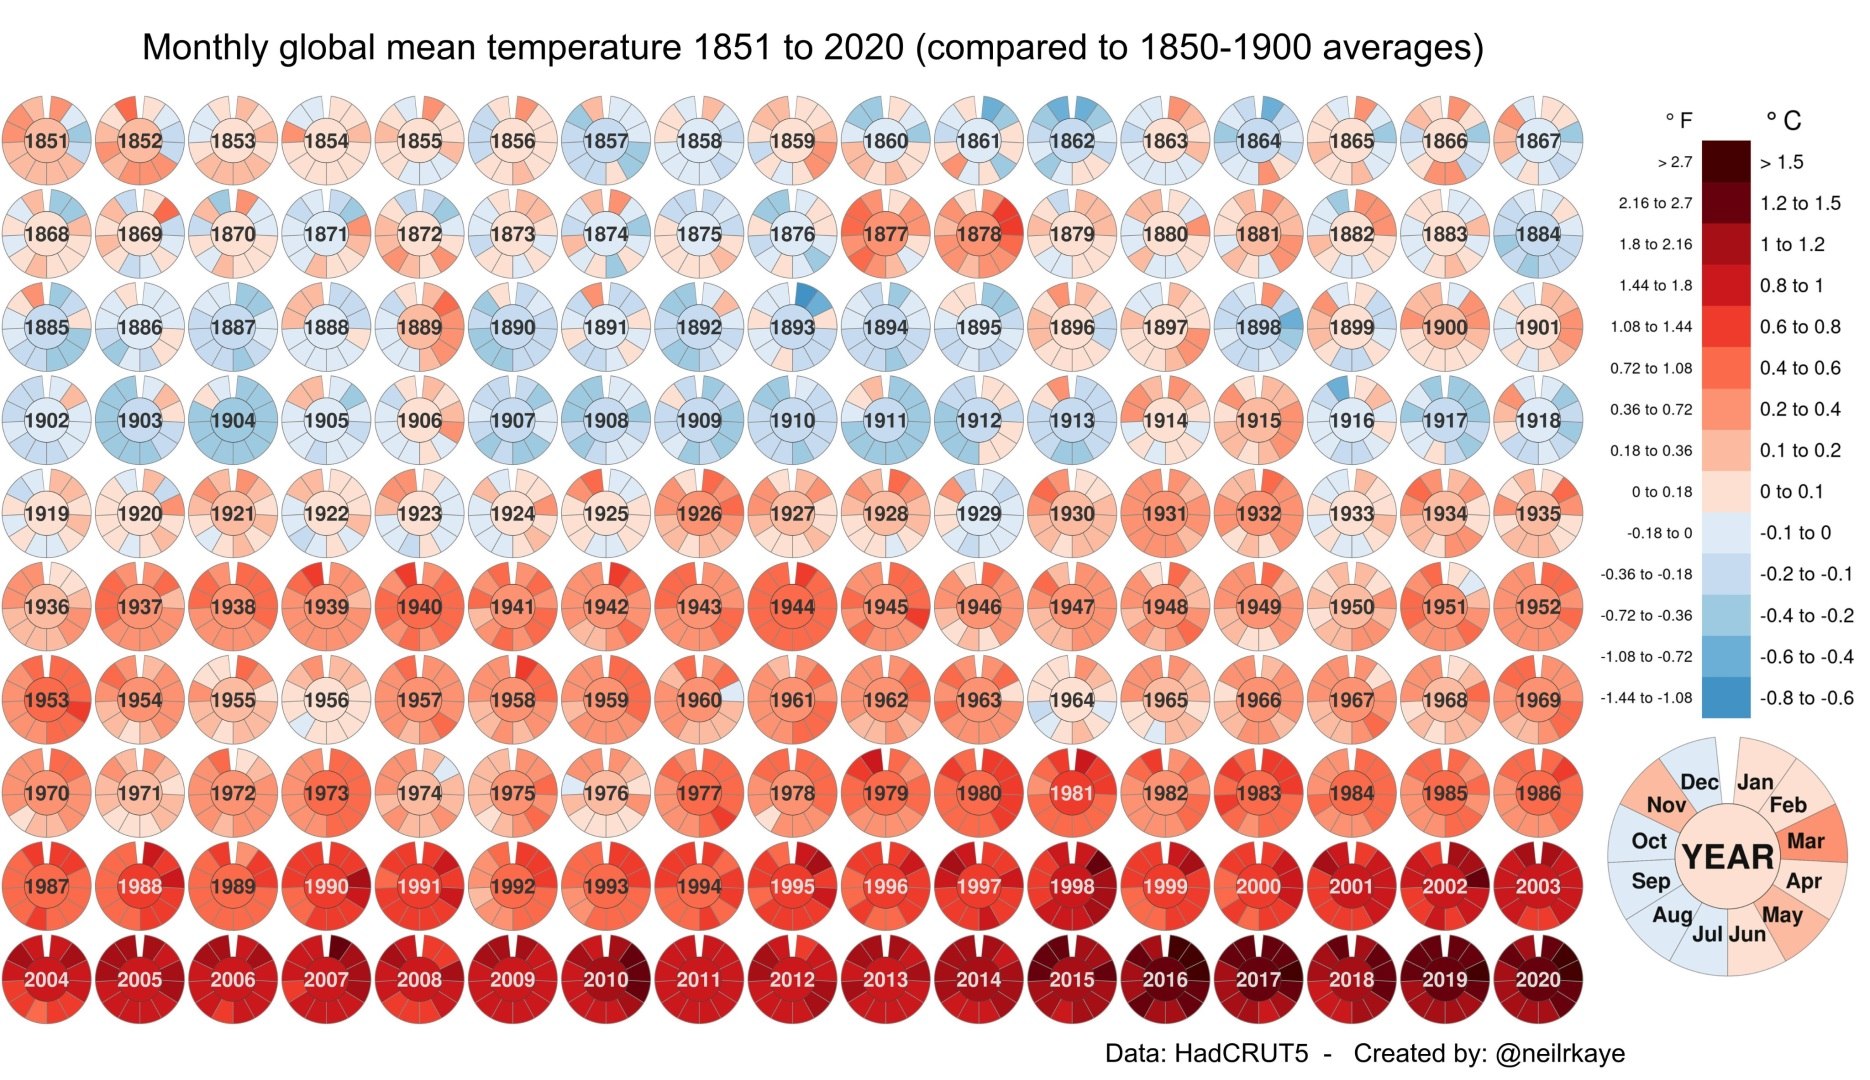 Monthly global mean temperature 1851 to 2020 (compared to 1850-1900 averages)
1851 1852 1853 1854 1855 1856 1857 1858 1859 1860 1861 1862 1863 1864 1865 1866 1867
1868 1869 1870 1871 1872 1873 1874 1875 1876 1877 1878 1879 1880 1881 1882 1883 1884
1885 1886 1887 1888 1889 1890 1891 1892 1893 1894 1895 1896 1897 1898 1899 1900 1901
1902 1903 1904 1905 1906 1907 1908 1909 1910 1911 1912 1913 1914 1915 1916 1917 1918
1919 1920 1921 1922 1923 1924 1925 1926 1927 1928 1929 1930 1931 1932 1933 1934 1935
1936 1937 1938 1939 1940 1941 1942 1943 1944 1945 1946 1947 1948 1949 1950 1951 1952
1953 1954 1955 1956 1957 1958 1959 1960 1961 1962 1963 1964 1965 1966 1967 1968 1969
1970 1971 1972 1973 1974 1975 1976 1977 1978 1979 1980 1981 1982 1983 1984 1985 1986
1987 1988 1989 1990 1991 1992 1993 1994 1995 1996 1997 1998 1999 2000 2001 2002 2003
2004 2005 2006 2007 2008 2009 2010 2011 2012 2013 2014 2015 2016 2017 2018 2019 2020
° F ° C
> 2.7 > 1.5
2.16 to 2.7 1.2 to 1.5
1.8 to 2.16 1 to 1.2
1.44 to 1.8 0.8 to 1
1.08 to 1.44 0.6 to 0.8
0.72 to 1.08 0.4 to 0.6
0.36 to 0.72 0.2 to 0.4
0.18 to 0.36 0.1 to 0.2
0 to 0.18 0 to 0.1
-0.18 to 0 -0.1 to 0
-0.36 to -0.18 -0.2 to -0.1
-0.72 to -0.36 -0.4 to -0.2
-1.08 to -0.72 -0.6 to -0.4
-1.44 to -1.08 -0.8 to -0.6
Dec Jan
Nov Feb
Oct Mar
YEAR
Sep Apr
Aug May
Jul Jun
Data: HadCRUT5 - Created by: @neilrkaye